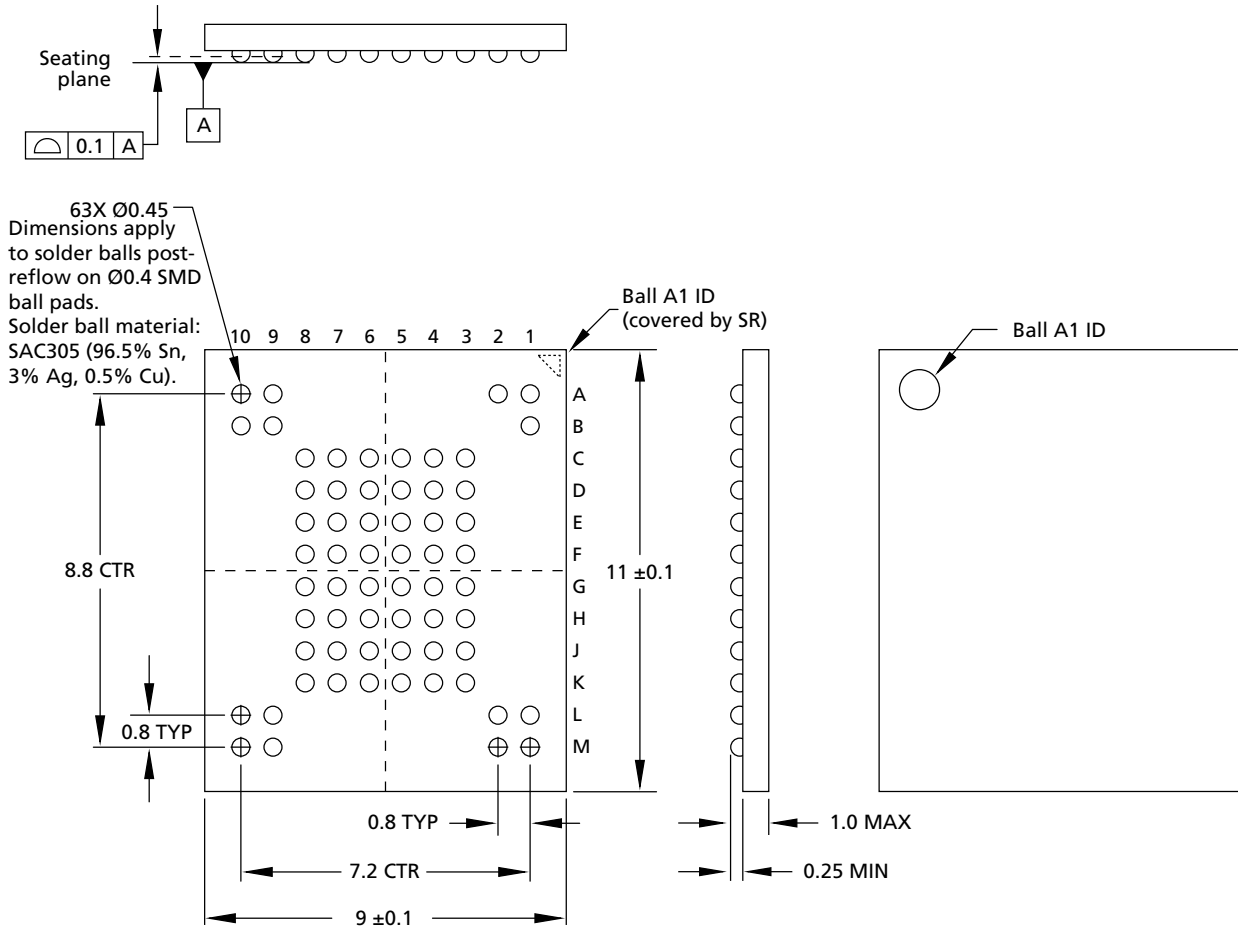 Seating
plane
A
0.1 A
63X Ø0.45
Dimensions apply
to solder balls post-
reflow on Ø0.4 SMD
ball pads.
Solder ball material:
SAC305 (96.5% Sn,
3% Ag, 0.5% Cu).
Ball A1 ID
(covered by SR)
Ball A1 ID
10 9 8 7 6 5 4 3 2 1
A
B
C
D
E
F
G
H
J
K
L
M
8.8 CTR
11 ±0.1
0.8 TYP
0.8 TYP
1.0 MAX
7.2 CTR
0.25 MIN
9 ±0.1